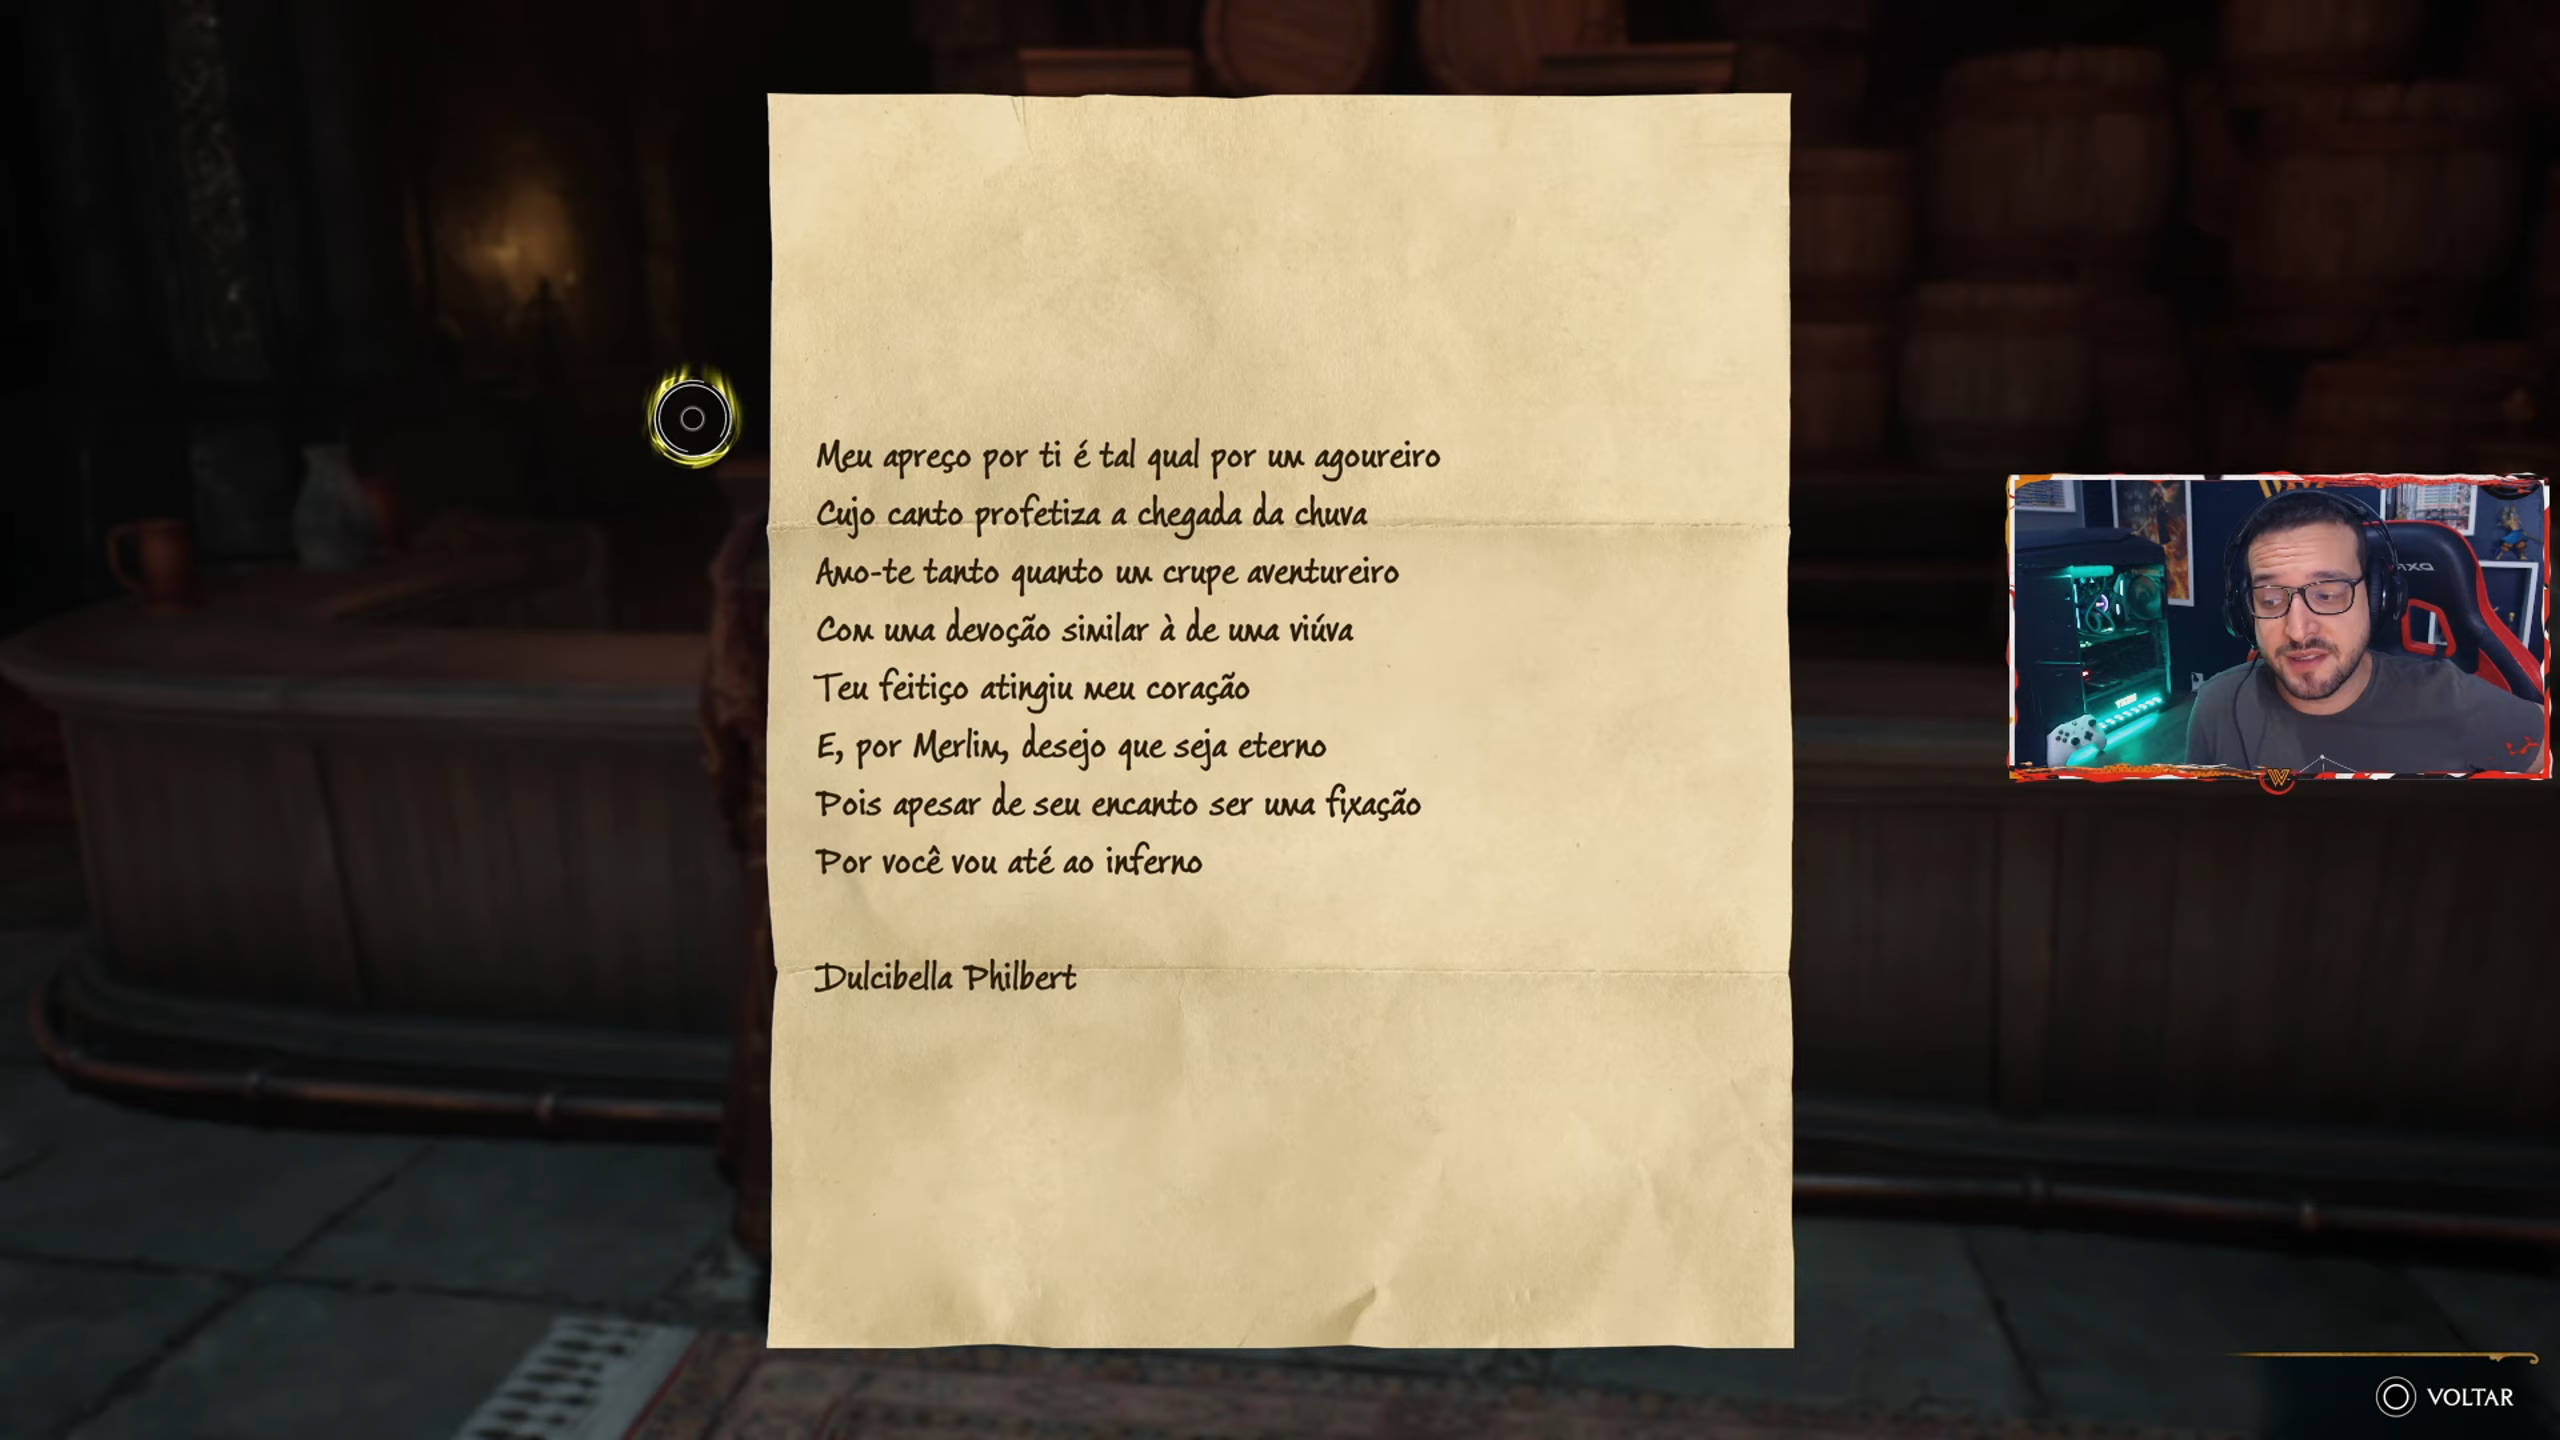 Meu apreço por ti é tal qual por um agoureiro
Cujo canto profetiza a chegada da chuva
Amo-te tanto quanto um crupe aventureiro
Com uma devoção similar à de uma viúva
Teu feitiço atingiu meu coração
E, por Merlim, desejo que seja eterno
Pois apesar de seu encanto ser uma fixação
Por você vou até ao inferno
Dulcibella Philbert
VOLTAR